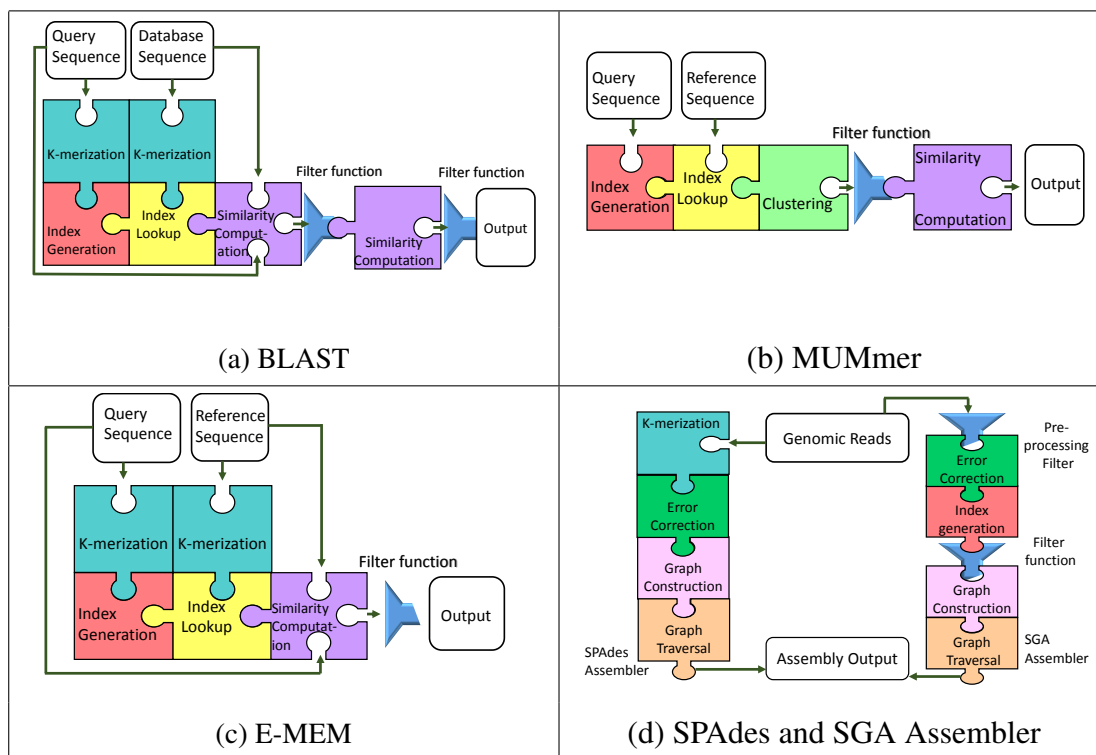 Query
Sequence
Database
Sequence
K-merization
K-merization
Filter function
Filter function
Index
Generation
Index
Lookup
Similarity
Comput-
ation
Similarity
Computation
Output
(a) BLAST
Query
Sequence
Reference
Sequence
Filter function
Index
Generation
Index
Lookup
Clustering
Similarity
Computation
Output
(b) MUMmer
Query
Sequence
Reference
Sequence
K-merization
K-merization
Filter function
Index
Generation
Index
Lookup
Similarity
Computat-
ion
Output
(c) E-MEM
K-merization
Genomic Reads
Pre-
processing
Filter
Error
Correction
Error
Correction
Index
generation
Filter
function
Graph
Construction
Graph
Construction
Graph
Traversal
Graph
Traversal
SPAdes
Assembler
Assembly Output
SGA
Assembler
(d) SPAdes and SGA Assembler